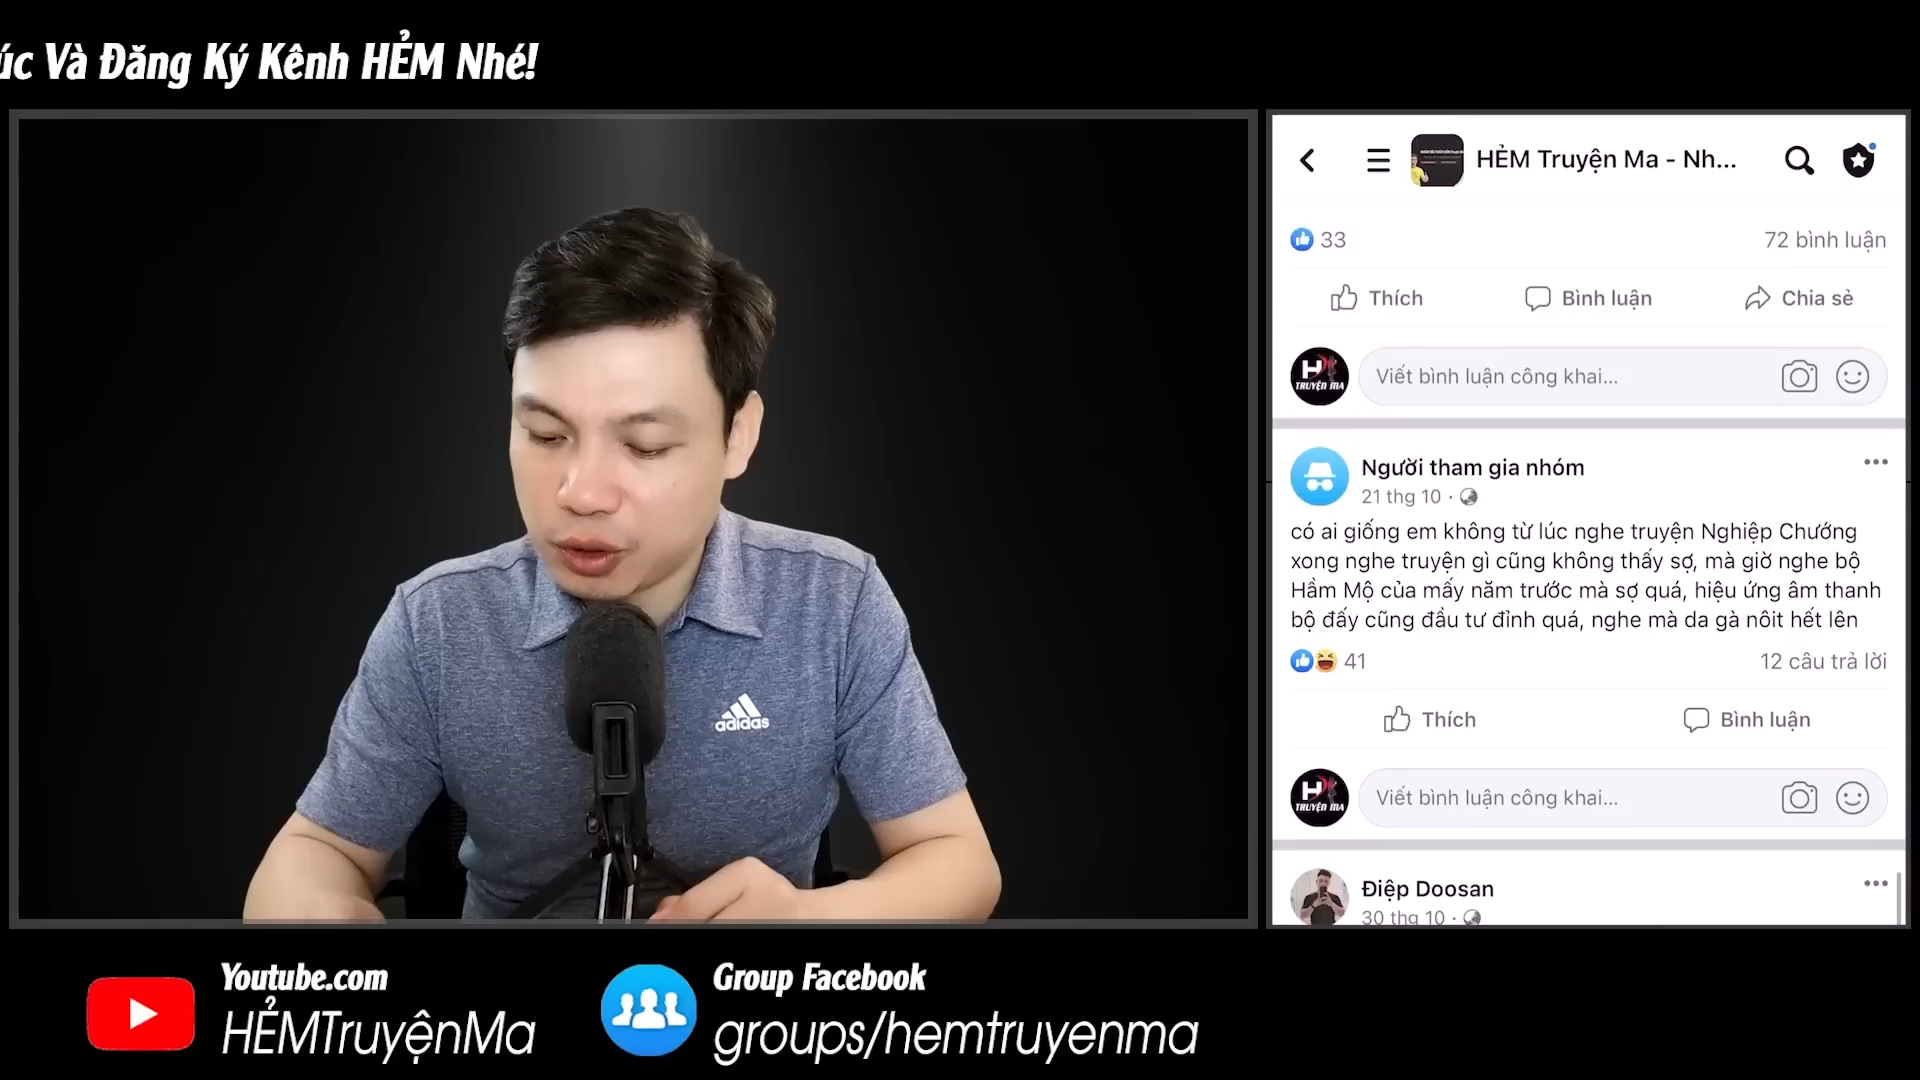 úc Và Đăng Ký Kênh HẺM Nhé!
HẺM Truyện Ma - Nh...
33
72 bình luận
Thích
Bình luận
Chia sẻ
H
TRUYỆN MA
Viết bình luận công khai...
Người tham gia nhóm
21 thg 10 ·
có ai giống em không từ lúc nghe truyện Nghiệp Chướng
xong nghe truyện gì cũng không thấy sợ, mà giờ nghe bộ
Hầm Mộ của mấy năm trước mà sợ quá, hiệu ứng âm thanh
bộ đấy cũng đầu tư đỉnh quá, nghe mà da gà nôit hết lên
41
12 câu trả lời
Thích
Bình luận
H
TRUYỆN MA
Viết bình luận công khai...
Điệp Doosan
30 thg 10 ·
adidas
Youtube.com
HẺMTruyệnMa
Group Facebook
groups/hemtruyenma